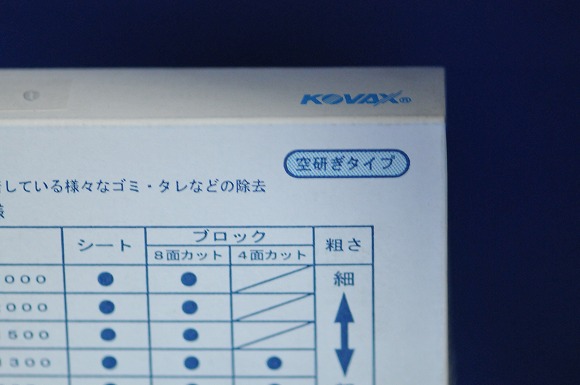 KOVAX®
空研ぎタイプ
している様々なゴミ・タレなどの除去
様
シート ブロック 粗さ
8面カット 4面カット
000 ● ● 細
000 ● ●
500 ● ●
300 ● ● ●